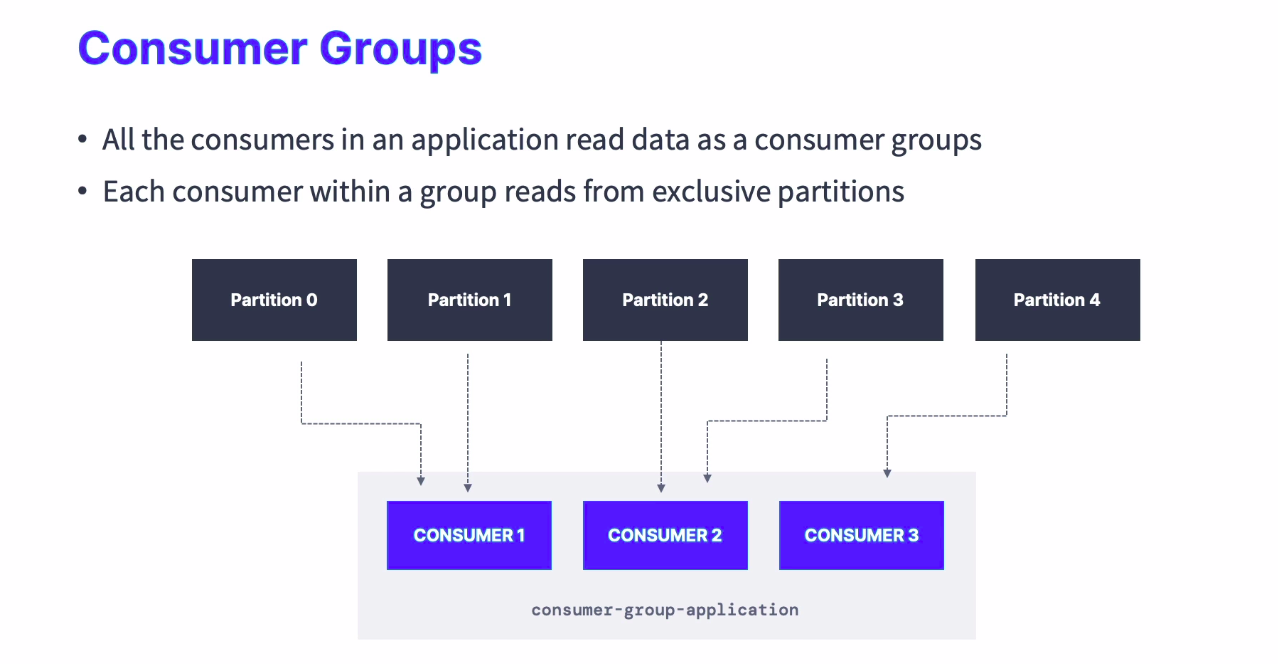 Consumer Groups
• All the consumers in an application read data as a consumer groups
• Each consumer within a group reads from exclusive partitions
Partition 0 Partition 1 Partition 2 Partition 3 Partition 4
CONSUMER 1 CONSUMER 2 CONSUMER 3
consumer-group-application